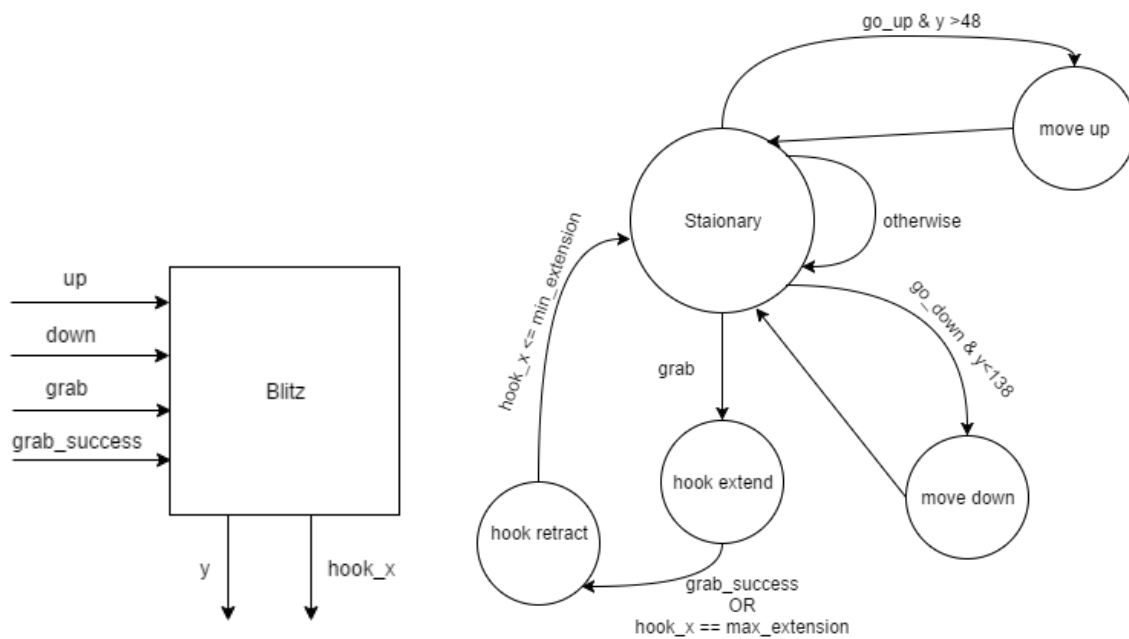 up
down
grab
grab_success
Blitz
y
hook_x
go_up & y >48
move up
Staionary
otherwise
hook_x <= min_extension
grab
go_down & y<138
hook extend
hook retract
move down
grab_success
OR
hook_x == max_extension